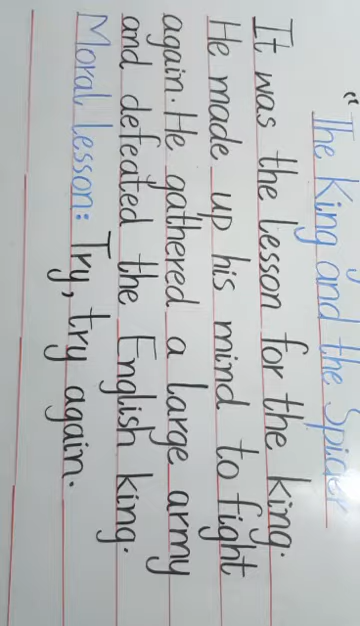 "The King and the Spider
It was the lesson for the king.
He made up his mind to fight
again. He gathered a large army
and defeated the English king.
Moral Lesson: Try, try again.